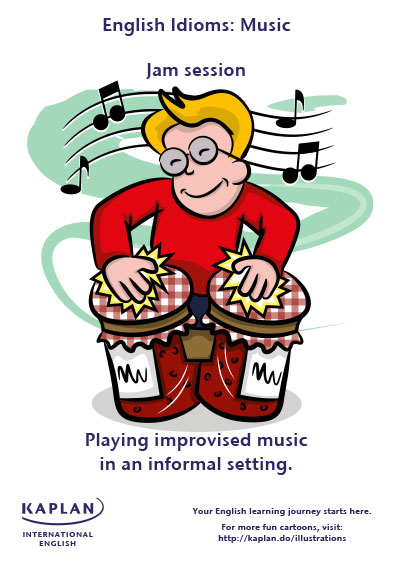 English Idioms: Music
Jam session
Playing improvised music
in an informal setting.
KAPLAN
INTERNATIONAL
ENGLISH
Your English learning journey starts here.
For more fun cartoons, visit:
http://kaplan.do/illustrations